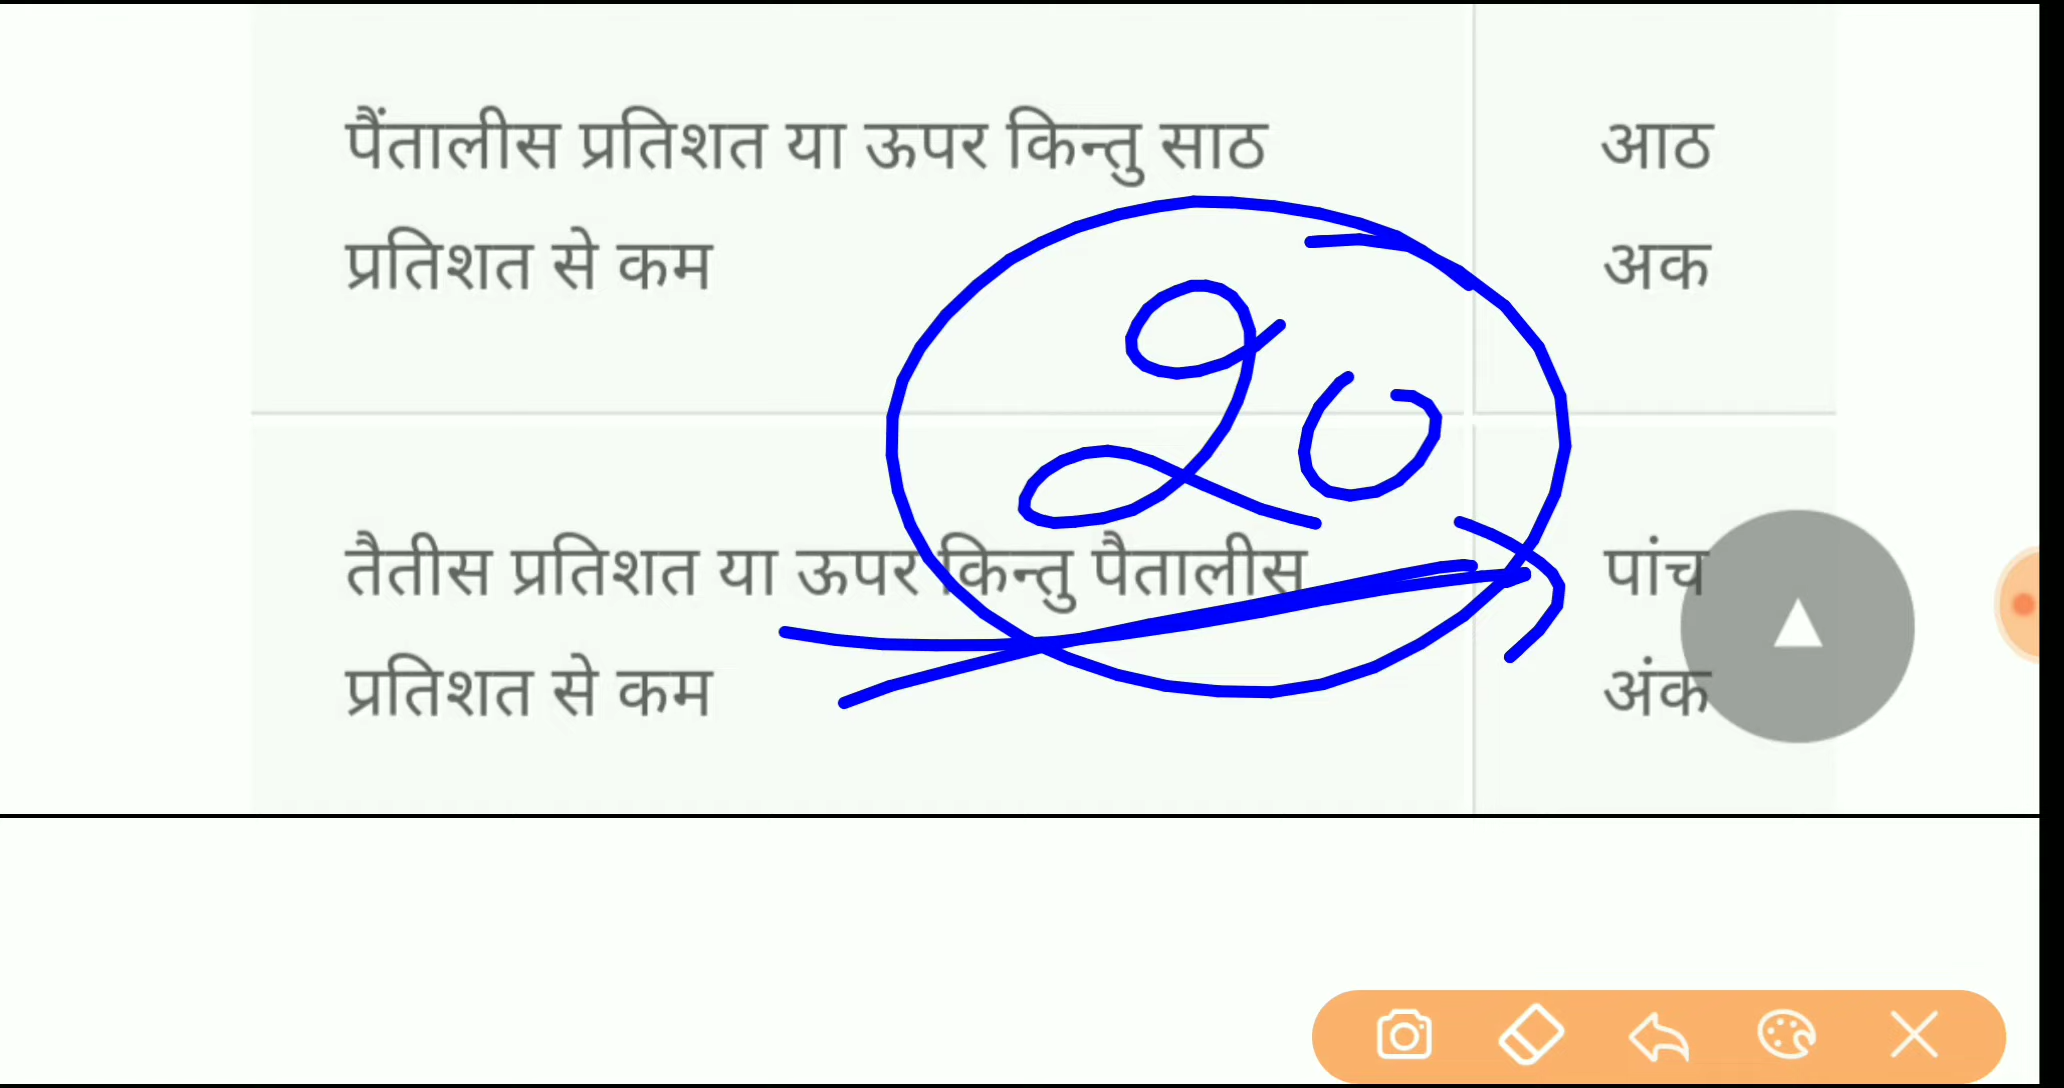 पैंतालीस प्रतिशत या ऊपर किन्तु साठ
प्रतिशत से कम
आठ
अक
20
तैतीस प्रतिशत या ऊपर किन्तु पैतालीस
प्रतिशत से कम
पांच
अंक